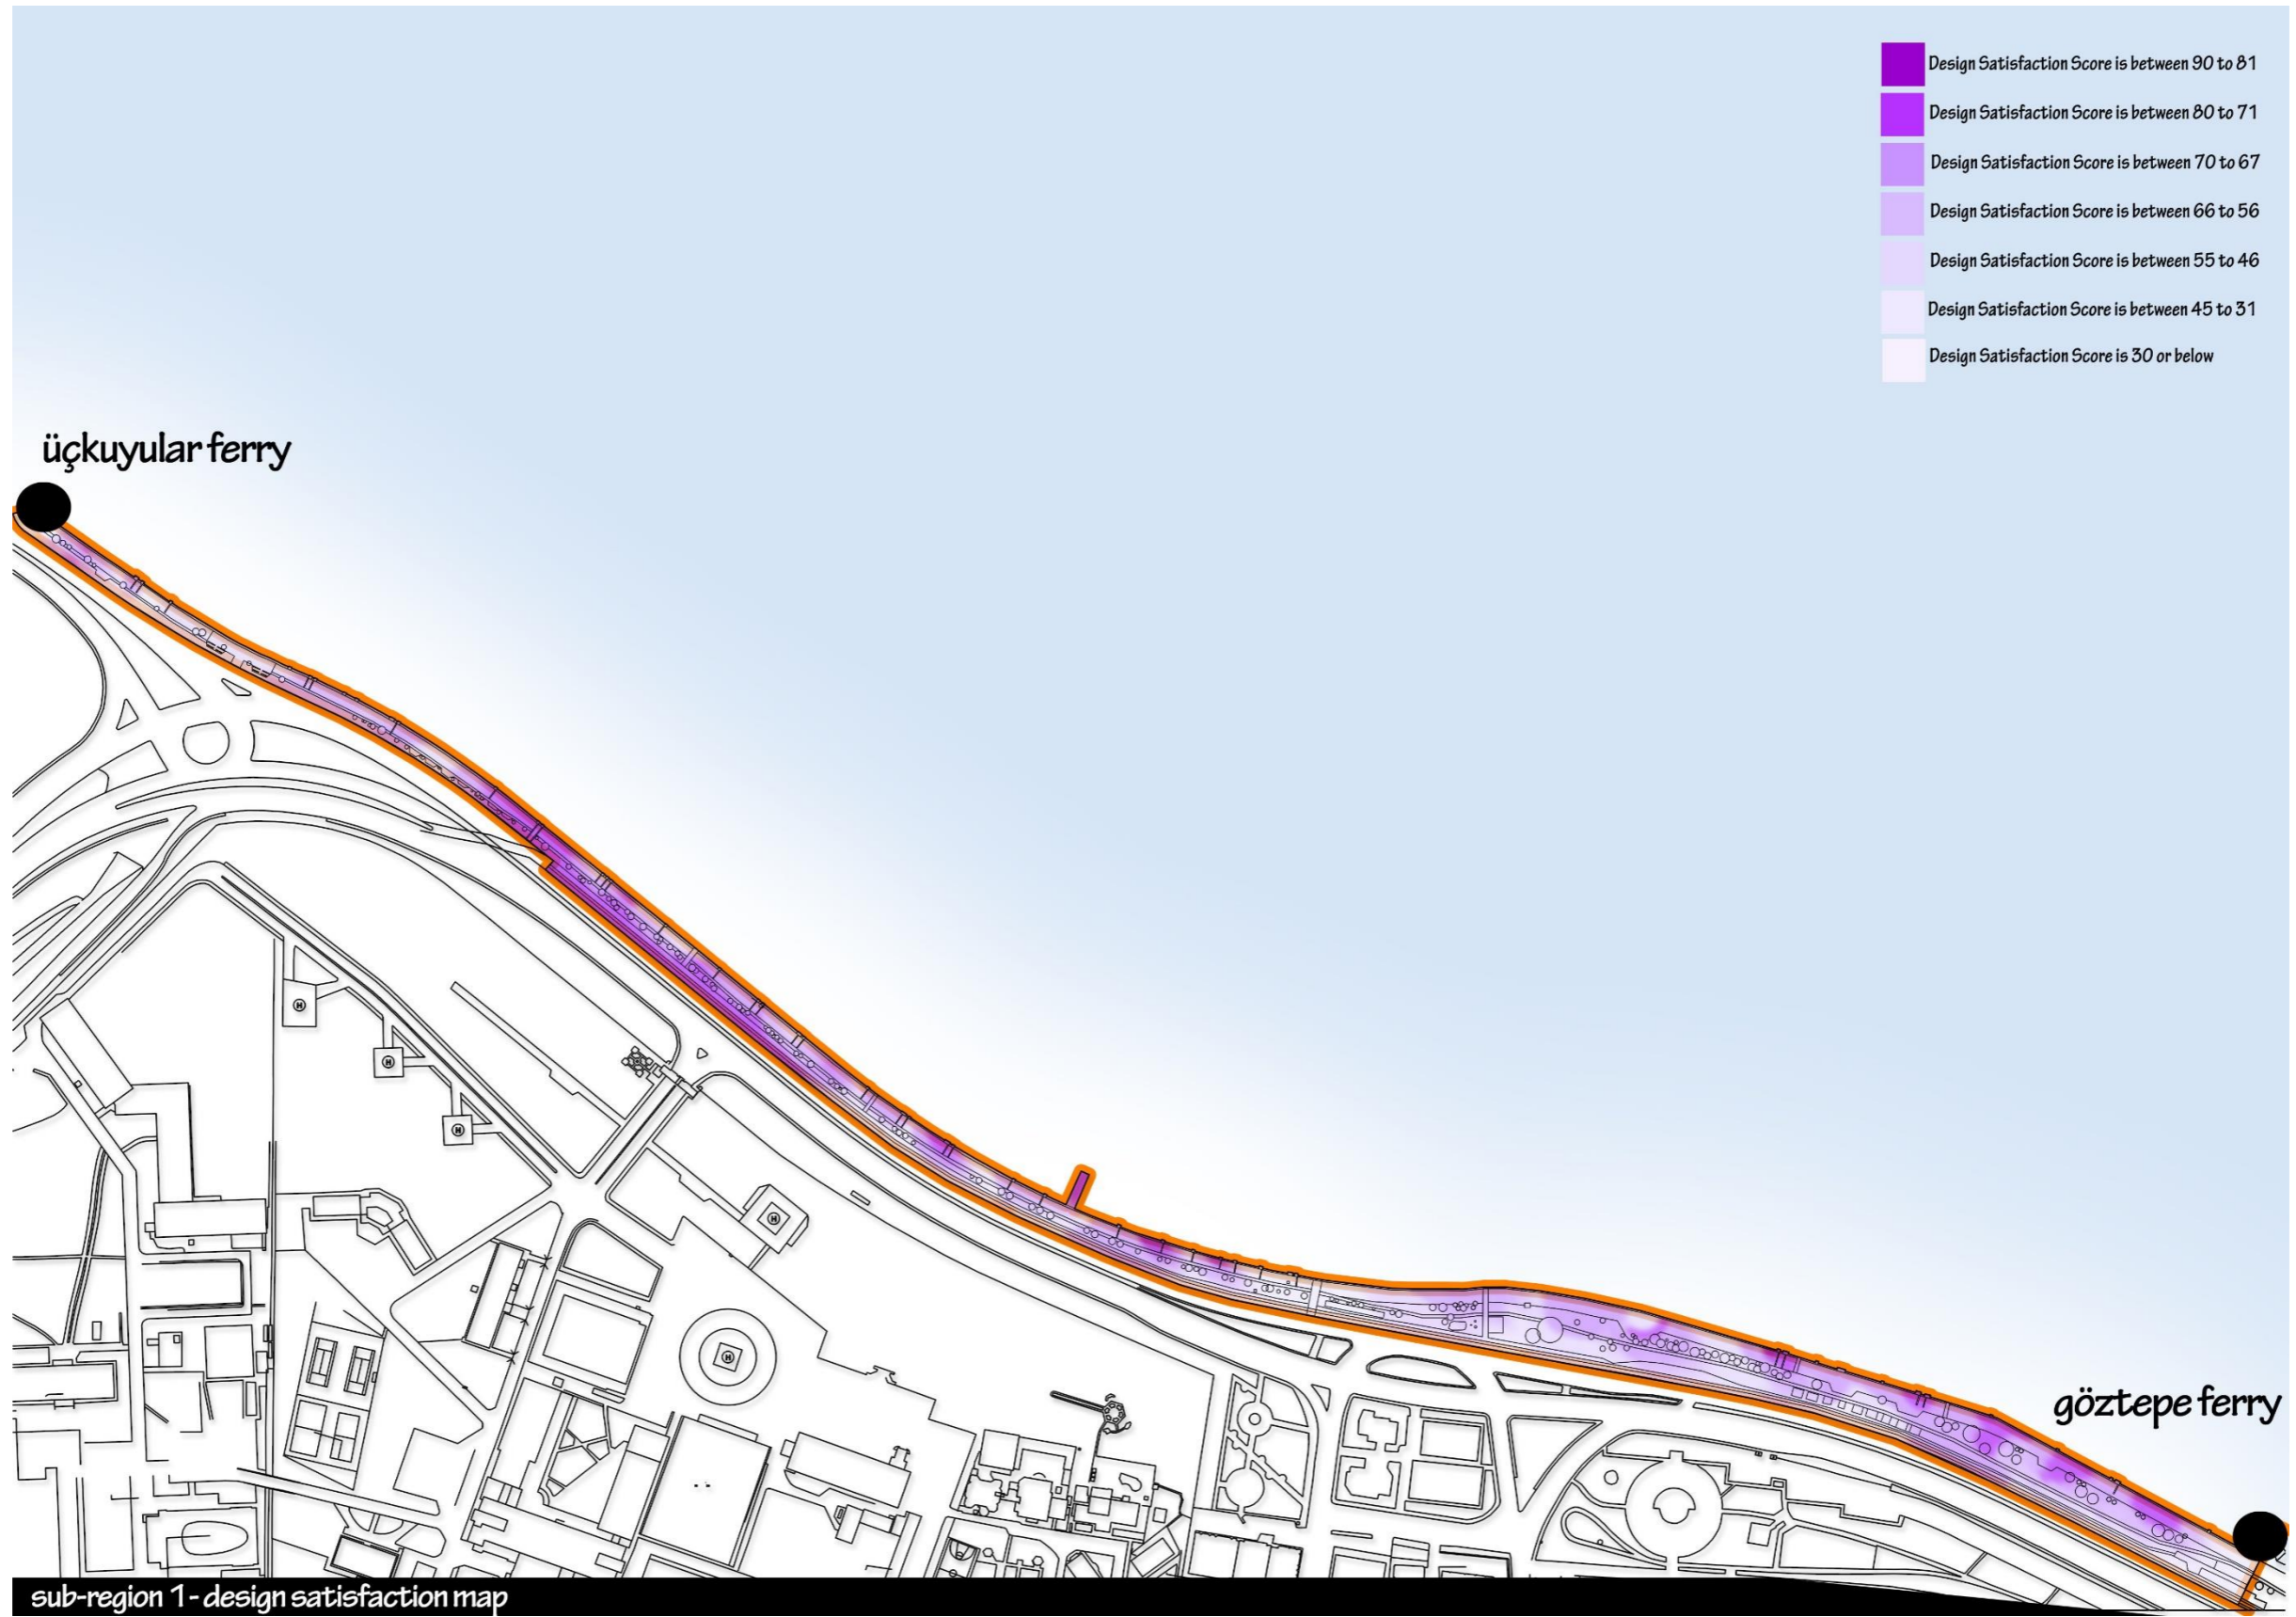 Design Satisfaction Score is between 90 to 81
Design Satisfaction Score is between 80 to 71
Design Satisfaction Score is between 70 to 67
Design Satisfaction Score is between 66 to 56
Design Satisfaction Score is between 55 to 46
Design Satisfaction Score is between 45 to 31
Design Satisfaction Score is 30 or below
üçkuyular ferry
H
H
H
H
H
göztepe ferry
sub-region 1 - design satisfaction map